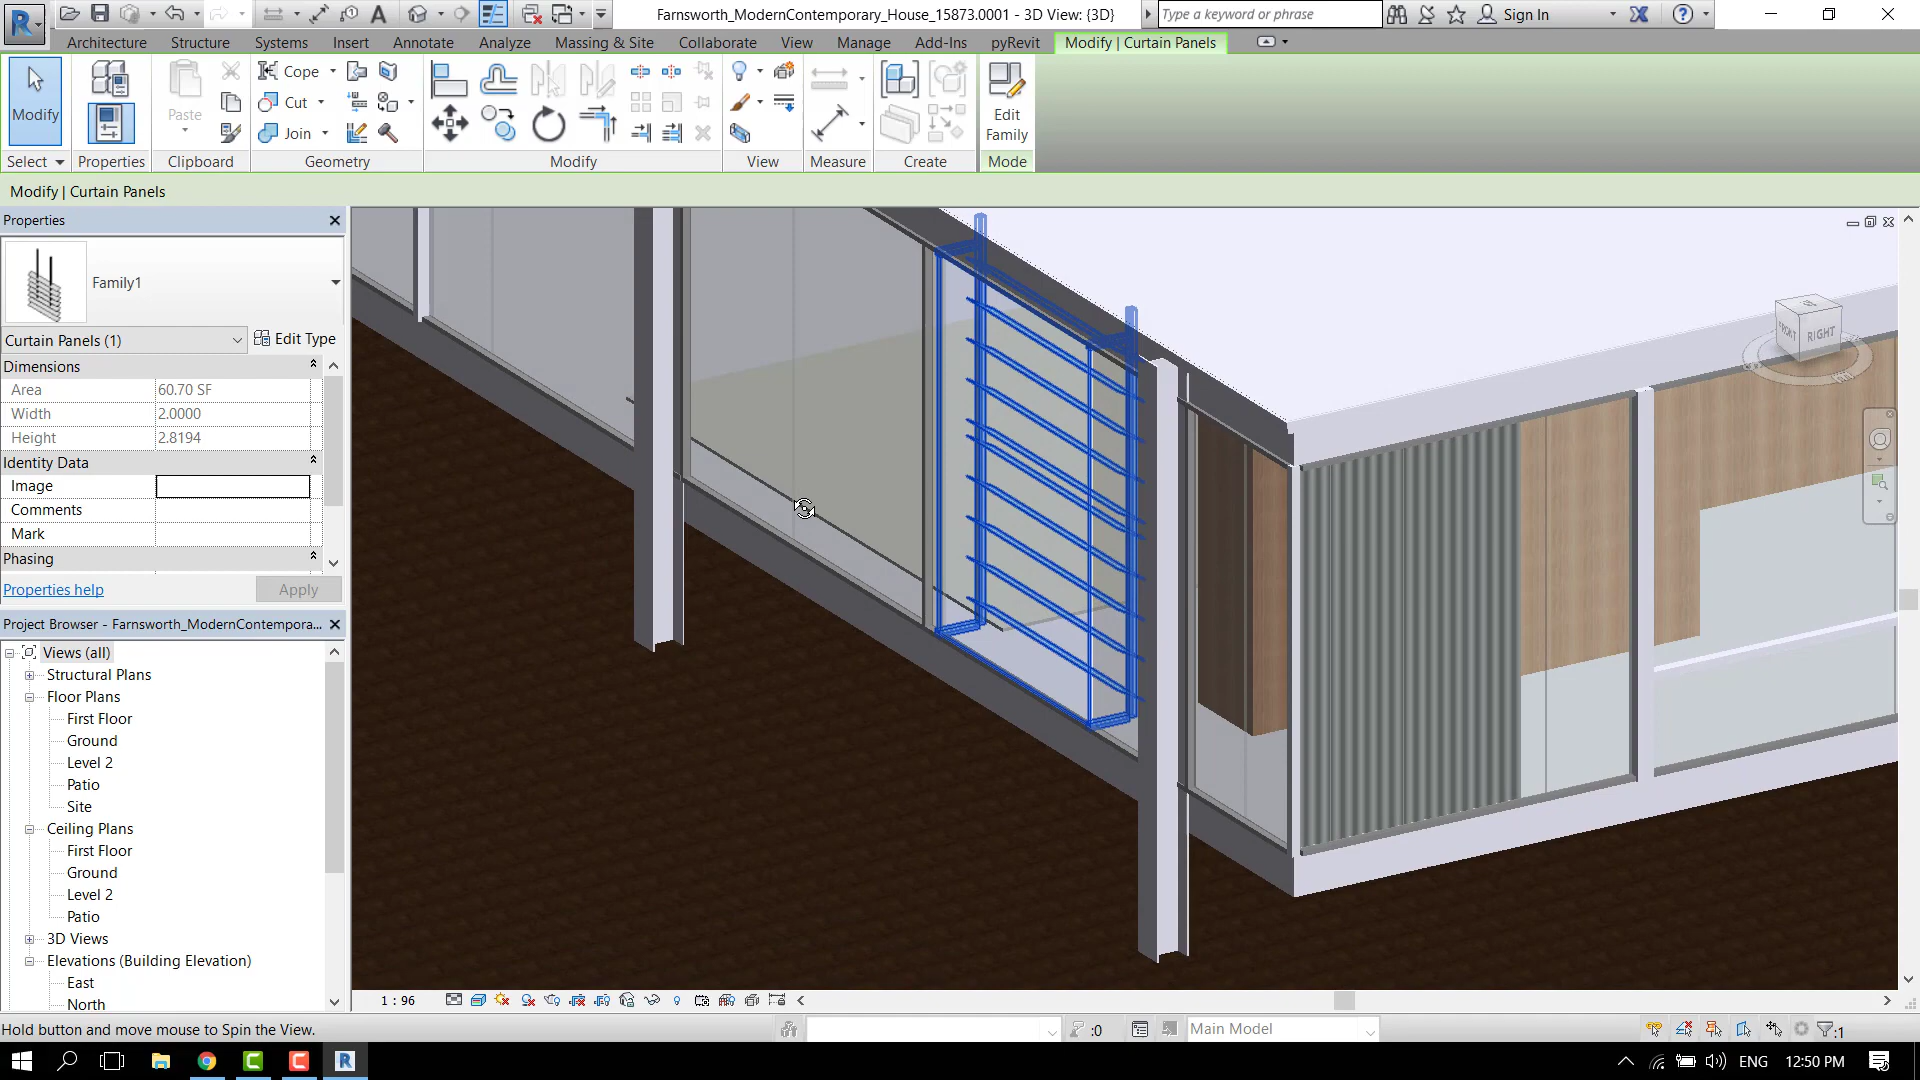 Farnsworth_ModernContemporary_House_15873.0001 - 3D View: {3D}
Type a keyword or phrase
Sign In
Architecture Structure Systems Insert Annotate Analyze Massing & Site Collaborate View Manage Add-Ins pyRevit Modify | Curtain Panels
Modify
Paste
Cope
Cut
Join
Edit
Family
Select Properties Clipboard Geometry Modify View Measure Create Mode
Modify | Curtain Panels
Properties
Family1
Curtain Panels (1)
Edit Type
Dimensions
Area 60.70 SF
Width 2.0000
Height 2.8194
Identity Data
Image
Comments
Mark
Phasing
Properties help
Apply
Project Browser - Farnsworth_ModernContempora...
Views (all)
Structural Plans
Floor Plans
First Floor
Ground
Level 2
Patio
Site
Ceiling Plans
First Floor
Ground
Level 2
Patio
3D Views
Elevations (Building Elevation)
East
North
FRONT
RIGHT
1 : 96
Hold button and move mouse to Spin the View.
:0
Main Model
:1
ENG
12:50 PM